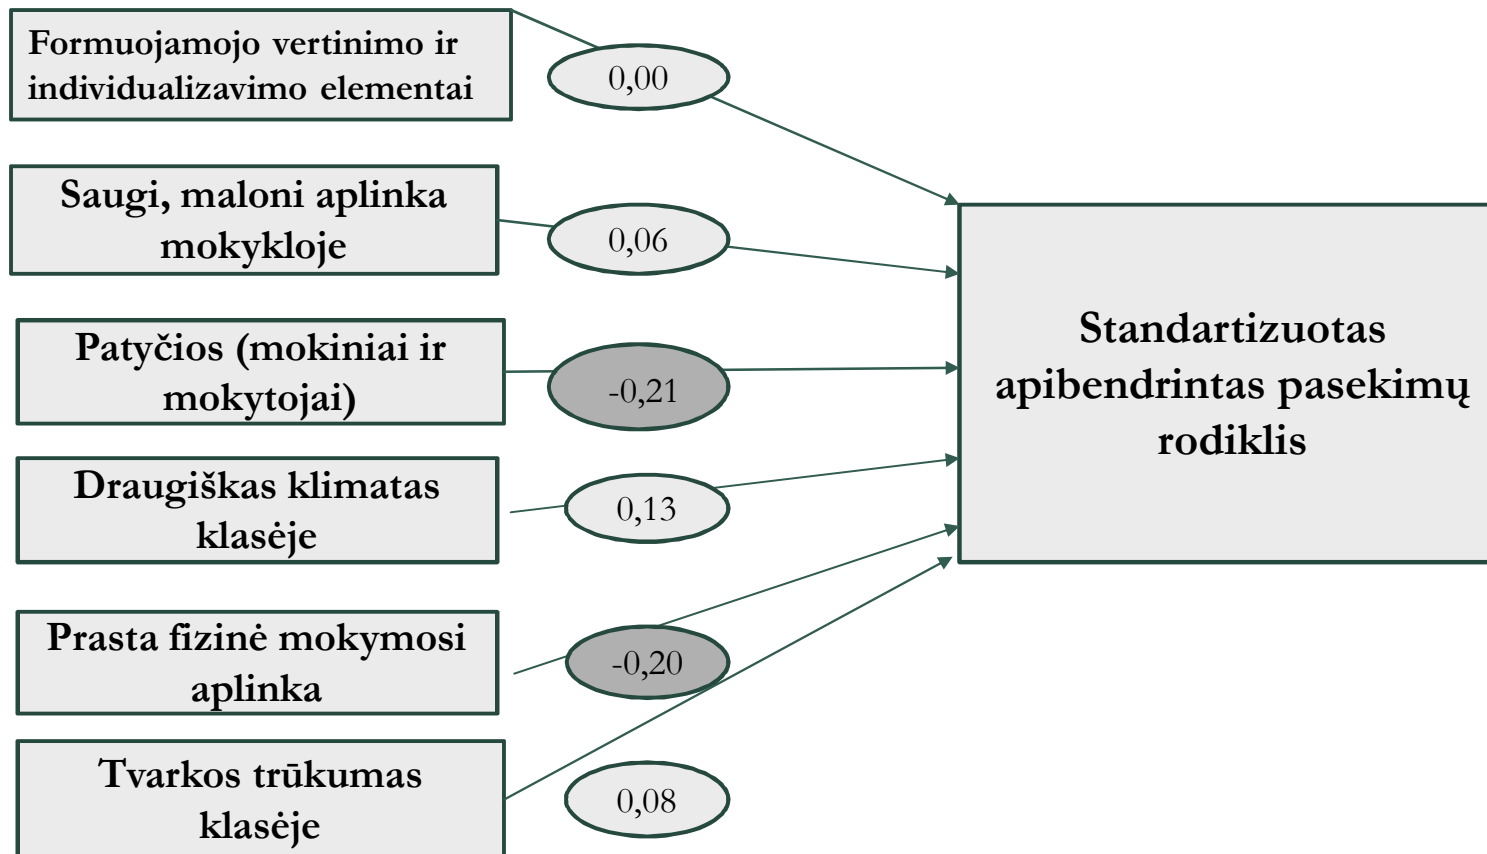 Formuojamojo vertinimo ir
individualizavimo elementai
0,00
Saugi, maloni aplinka
mokykloje
0,06
Patyčios (mokiniai ir
mokytojai)
-0,21
Draugiškas klimatas
klasėje
0,13
Prasta fizinė mokymosi
aplinka
-0,20
Tvarkos trūkumas
klasėje
0,08
Standartizuotas
apibendrintas pasekimų
rodiklis